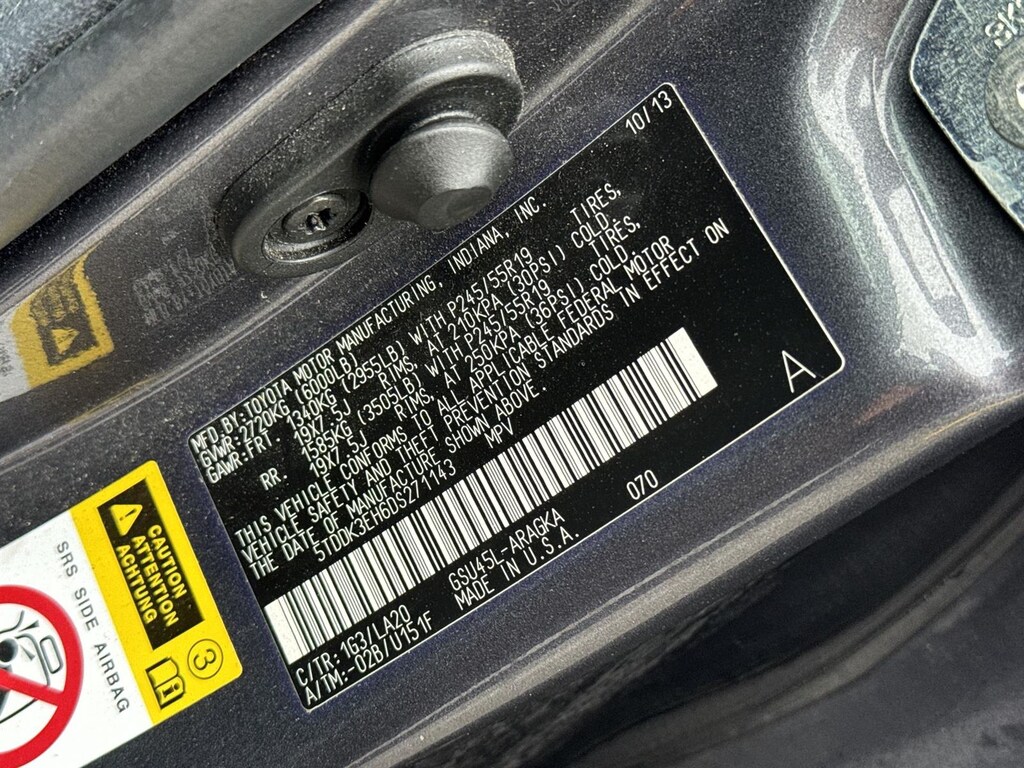 10/13
MFD.BY:TOYOTA MOTOR MANUFACTURING, INDIANA, INC.
GVWR:2720KG (6000LB)
GAWR:FRT 1340KG (2953LB) WITH P245/55R19 TIRES,
19X7.5J RIMS, AT 210KPA (30PSI) COLD.
RR 1585KG (3505LB) WITH P245/55R19 TIRES,
19X7.5J RIMS, AT 250KPA (36PSI) COLD.
THIS VEHICLE CONFORMS TO ALL APPLICABLE FEDERAL MOTOR
VEHICLE SAFETY AND THEFT PREVENTION STANDARDS IN EFFECT ON
THE DATE OF MANUFACTURE SHOWN ABOVE.
5TDDK3EH6DS271143 MPV
A
070
C/TR:1G3/LA20 GSU45L-ARAGKA
A/TM:-02B/U151F MADE IN U.S.A.
CAUTION
ATTENTION
ACHTUNG
3
SRS SIDE AIRBAG